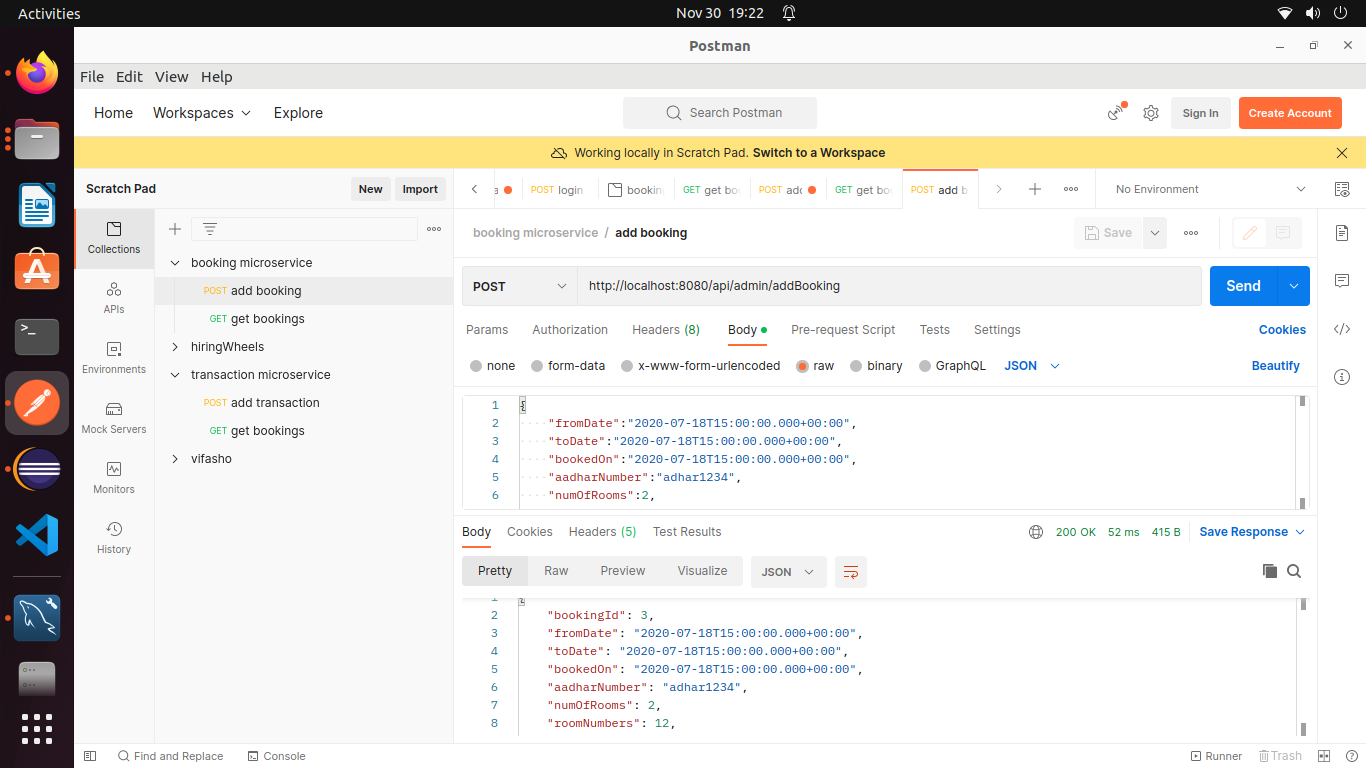 Activities
Nov 30 19:22
Postman
File Edit View Help
Home Workspaces Explore
Search Postman
Sign In
Create Account
Working locally in Scratch Pad. Switch to a Workspace
Scratch Pad
New
Import
POST login
bookin
GET get bo
POST add
GET get bo
POST add b
No Environment
Collections
APIs
Environments
Mock Servers
Monitors
History
booking microservice
POST add booking
GET get bookings
hiringWheels
transaction microservice
POST add transaction
GET get bookings
vifasho
booking microservice / add booking
Save
POST
http://localhost:8080/api/admin/addBooking
Send
Params Authorization Headers (8) Body Pre-request Script Tests Settings
Cookies
none form-data x-www-form-urlencoded raw binary GraphQL JSON
Beautify
1 {
2 "fromDate":"2020-07-18T15:00:00.000+00:00",
3 "toDate":"2020-07-18T15:00:00.000+00:00",
4 "bookedOn":"2020-07-18T15:00:00.000+00:00",
5 "aadharNumber":"adhar1234",
6 "numOfRooms":2,
Body Cookies Headers (5) Test Results
200 OK 52 ms 415 B Save Response
Pretty Raw Preview Visualize JSON
1 {
2 "bookingId": 3,
3 "fromDate": "2020-07-18T15:00:00.000+00:00",
4 "toDate": "2020-07-18T15:00:00.000+00:00",
5 "bookedOn": "2020-07-18T15:00:00.000+00:00",
6 "aadharNumber": "adhar1234",
7 "numOfRooms": 2,
8 "roomNumbers": 12,
Find and Replace
Console
Runner
Trash